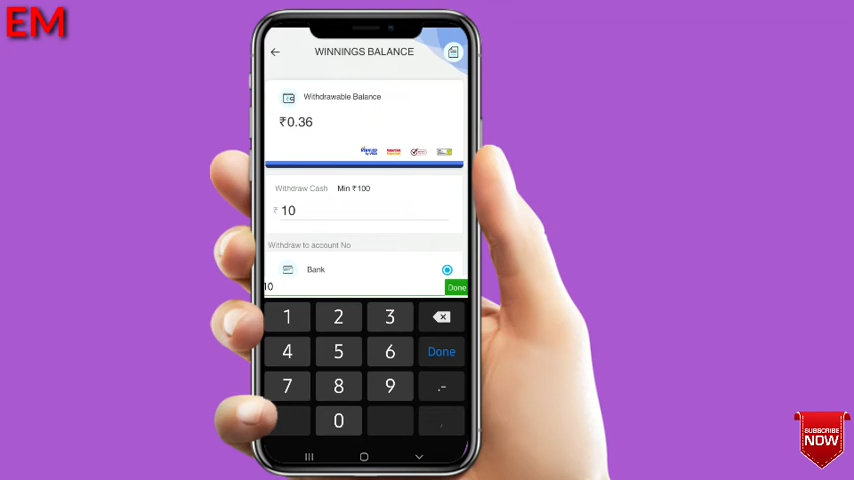 EM
WINNINGS BALANCE
Withdrawable Balance
₹0.36
Withdraw Cash Min ₹100
₹ 10
Withdraw to account No
Bank
10 Done
1 2 3
4 5 6 Done
7 8 9 .-
0 ,
SUBSCRIBE
NOW